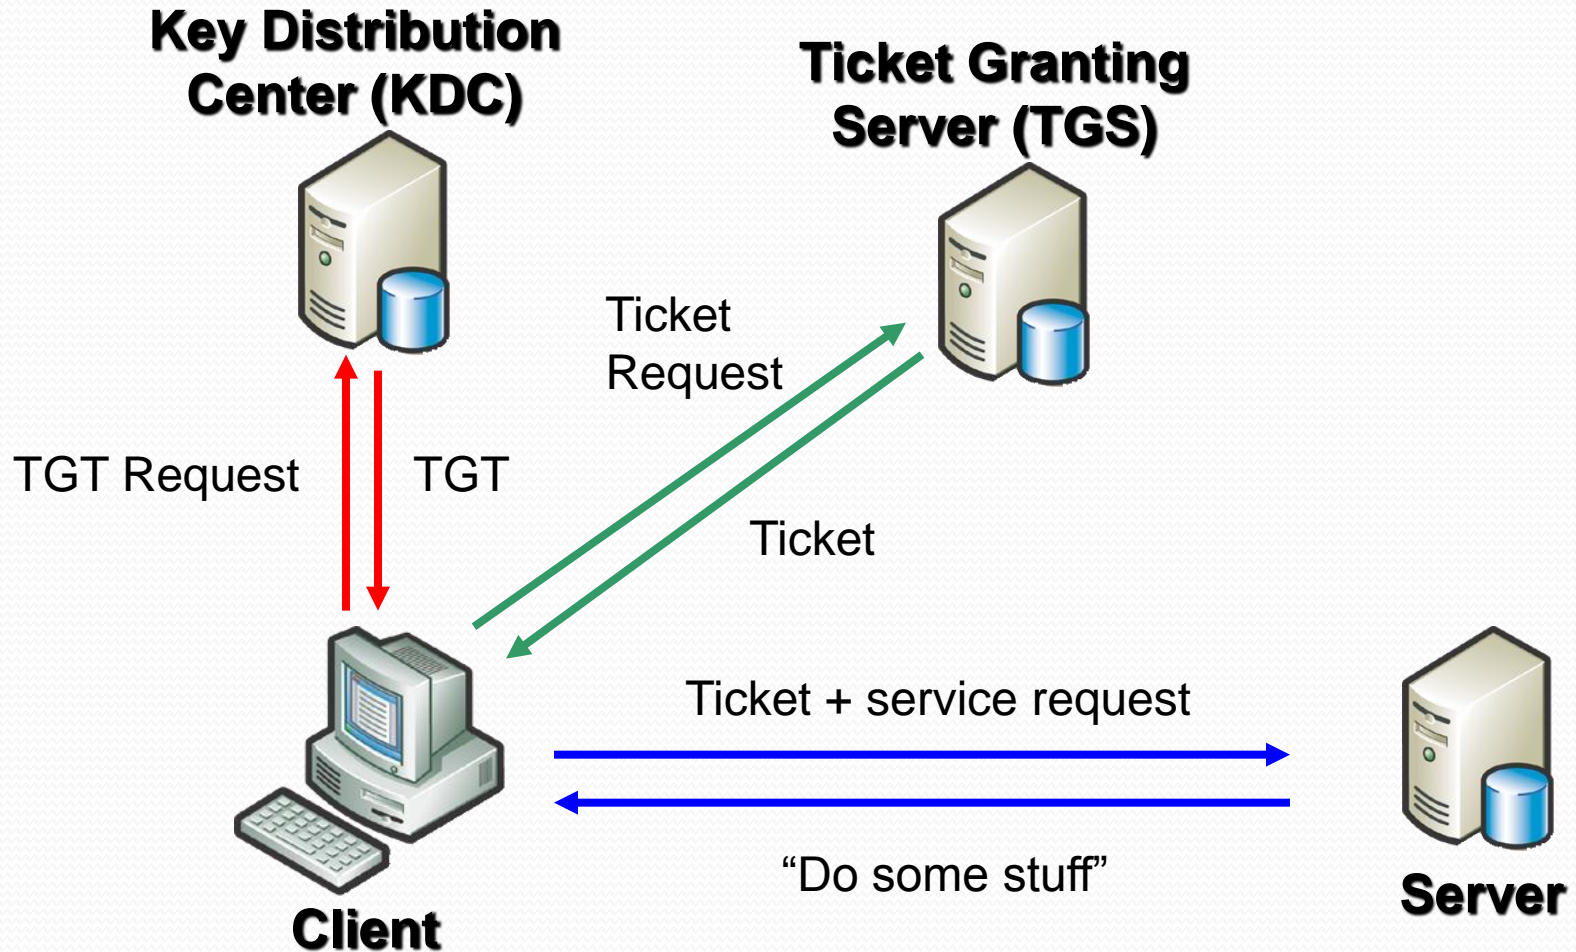 Key Distribution
Center (KDC)
Ticket Granting
Server (TGS)
Ticket
Request
TGT Request
TGT
Ticket
Ticket + service request
“Do some stuff”
Server
Client